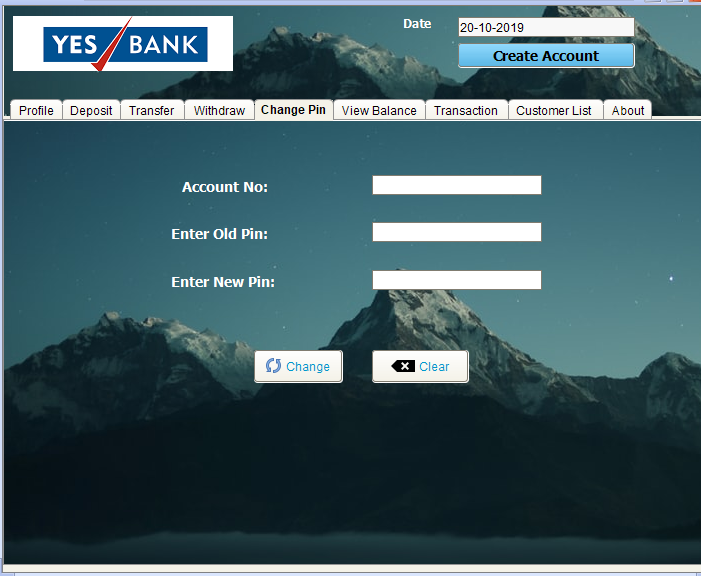 YES BANK
Date
20-10-2019
Create Account
Profile Deposit Transfer Withdraw Change Pin View Balance Transaction Customer List About
Account No:
Enter Old Pin:
Enter New Pin:
Change Clear